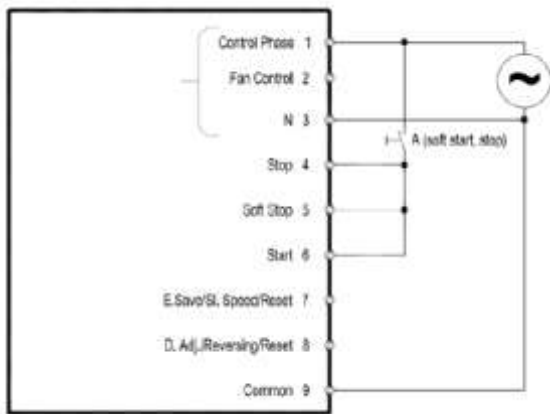 Control Phase 1
Fan Control 2
N 3
A (soft start, stop)
Stop 4
Soft Stop 5
Start 6
E.Save/Sl. Speed/Reset 7
D. Adj./Reversing/Reset 8
Common 9